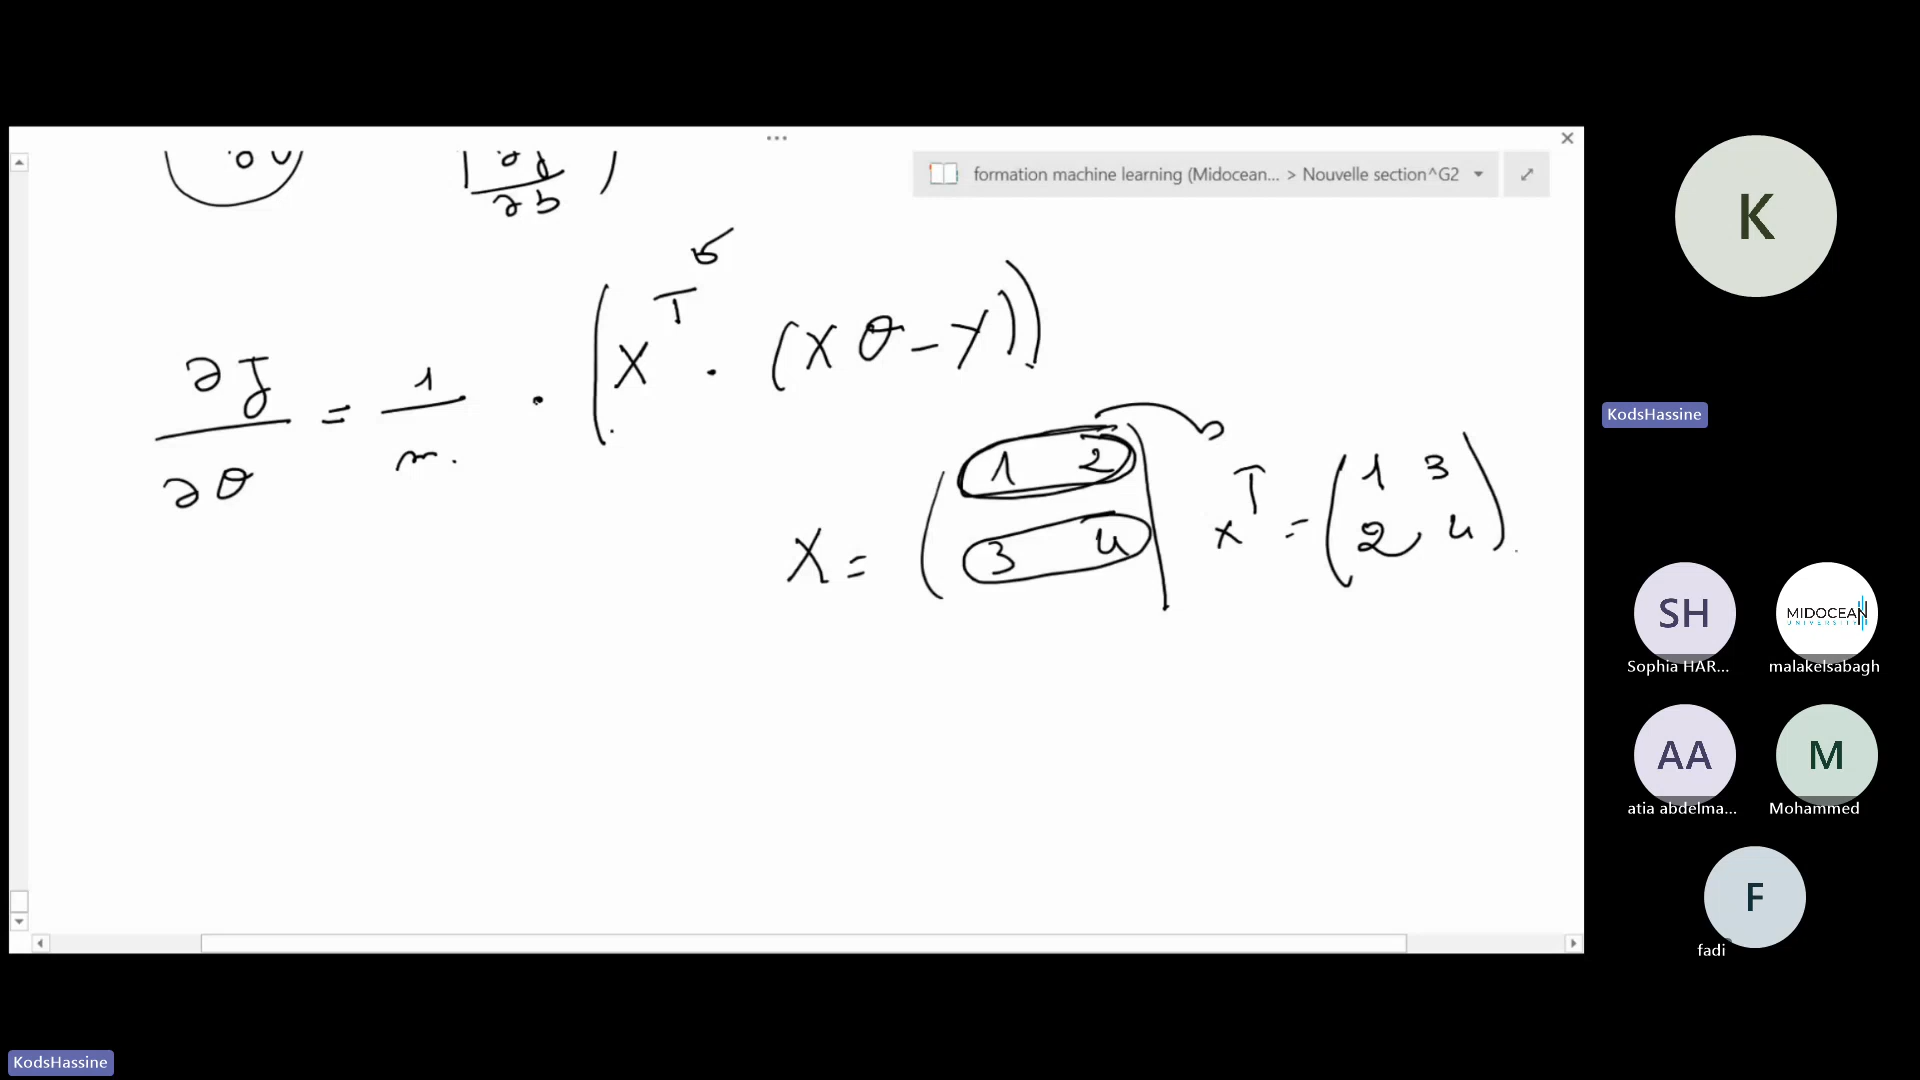 formation machine learning (Midocean... > Nouvelle section^G2
∂J
∂b
∂J/∂θ = 1/m · (X^T · (Xθ - Y))
X = (1 2
3 4)
X^T = (1 3
2 4)
K
KodsHassine
SH
Sophia HAR...
MIDOCEAN
UNIVERSITY
malakelsabagh
AA
atia abdelma...
M
Mohammed
F
fadi
KodsHassine